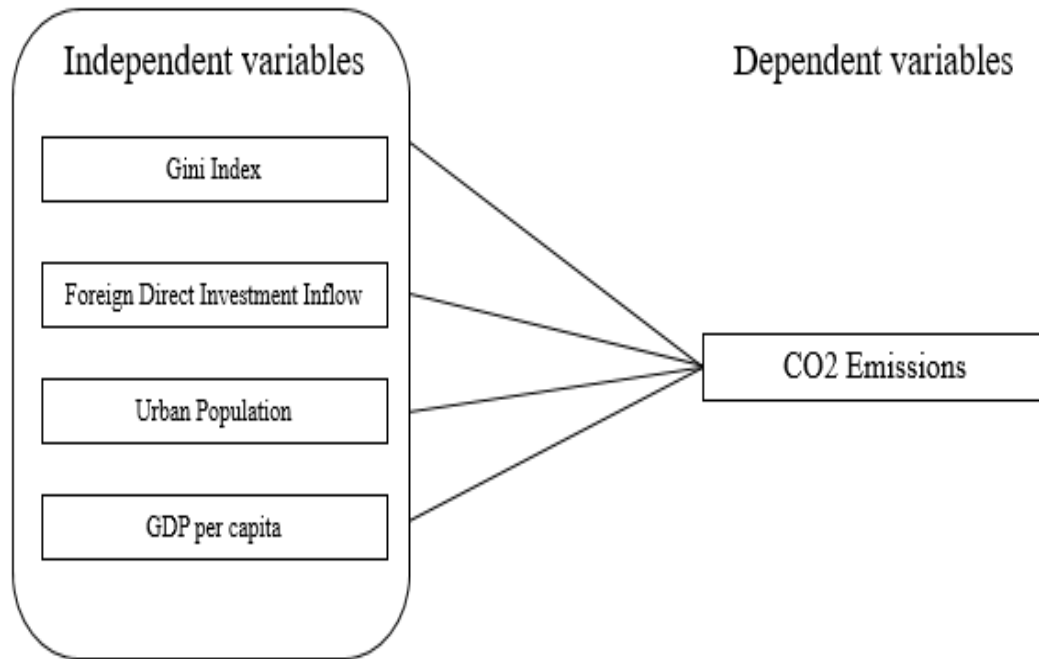 Independent variables
Dependent variables
Gini Index
Foreign Direct Investment Inflow
Urban Population
GDP per capita
CO2 Emissions